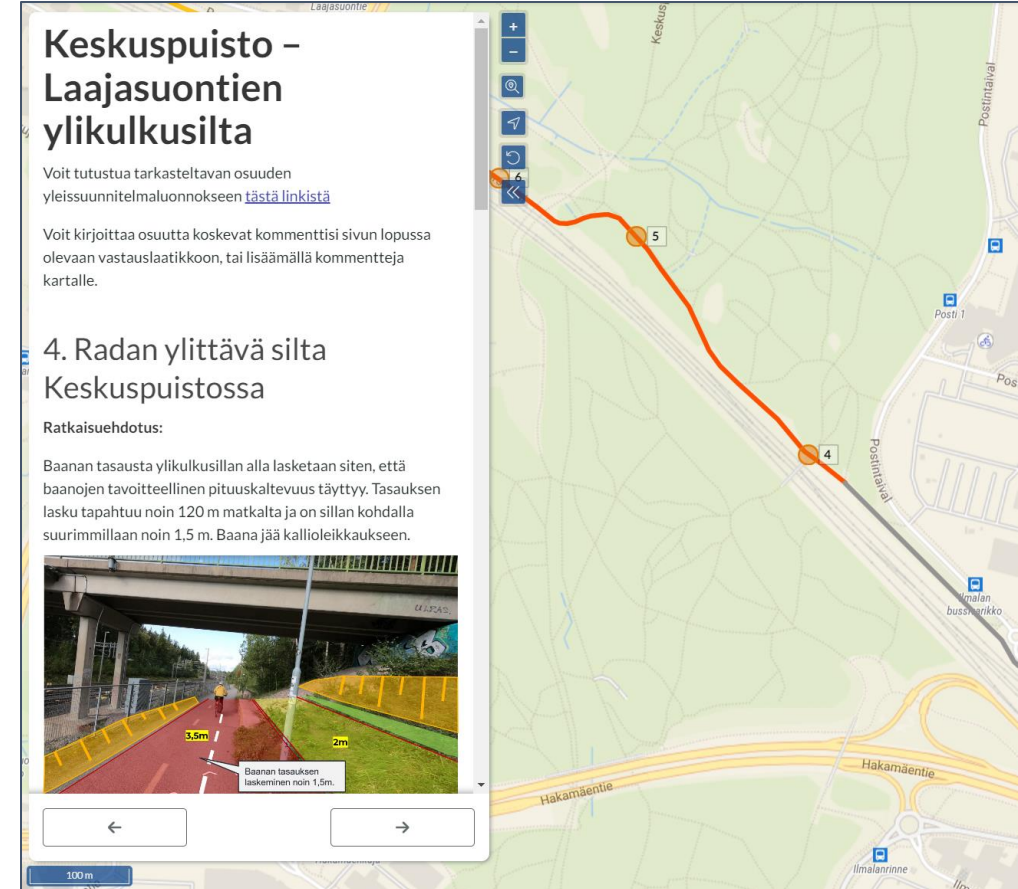 Laajasuontie
Keskuspuisto –
Laajasuontien
ylikulkusilta
Voit tutustua tarkasteltavan osuuden
yleissuunnitelmaluonnokseen tästä linkistä
Voit kirjoittaa osuutta koskevat kommenttisi sivun lopussa
olevaan vastauslaatikkoon, tai lisäämällä kommentteja
kartalle.
4. Radan ylittävä silta
Keskuspuistossa
Ratkaisuehdotus:
Baanan tasausta ylikulkusillan alla lasketaan siten, että
baanojen tavoitteellinen pituuskaltevuus täyttyy. Tasauksen
lasku tapahtuu noin 120 m matkalta ja on sillan kohdalla
suurimmillaan noin 1,5 m. Baana jää kallioleikkaukseen.
3,5m
2m
Baanan tasauksen
laskeminen noin 1,5m.
100 m
+
−
6
5
4
Postintaival
Posti 1
Postintaival
Ilmalan
bussivarikko
Hakamäentie
Hakamäentie
Ilmalanrinne